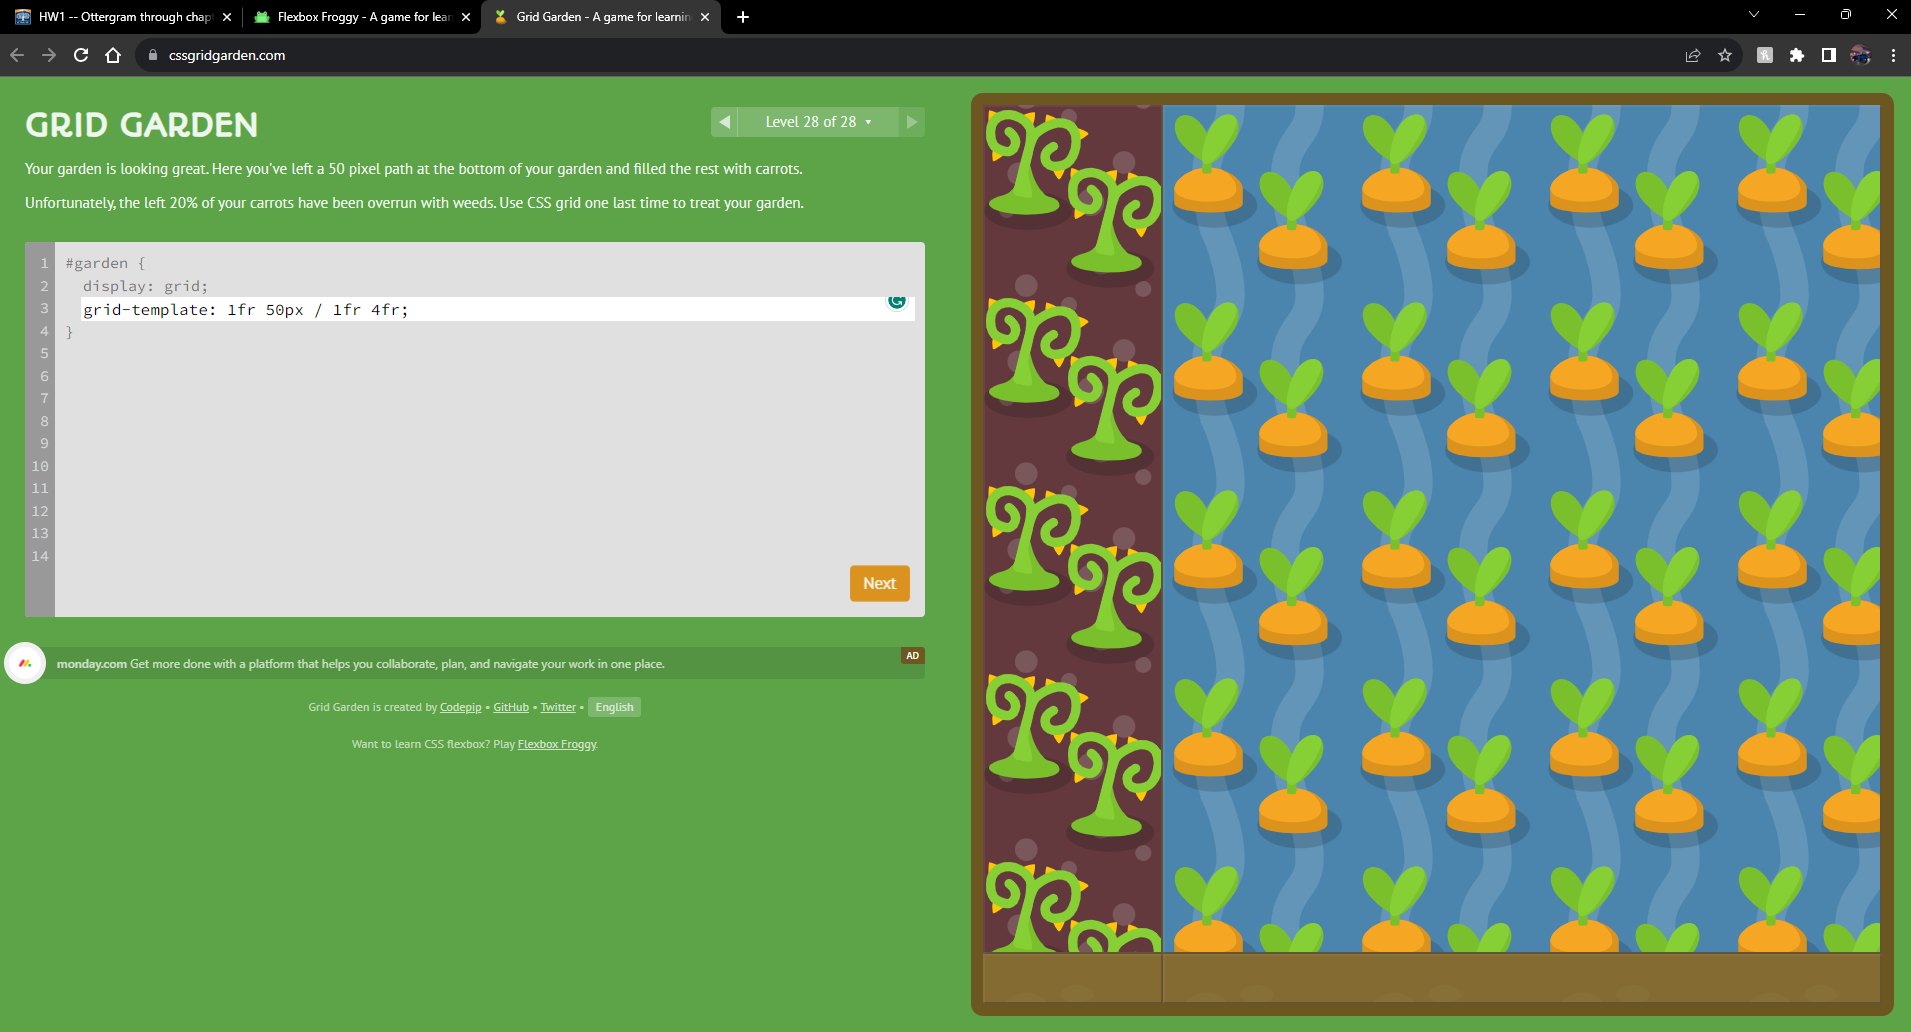 HW1 -- Ottergram through chap
Flexbox Froggy - A game for lear
Grid Garden - A game for learnin
cssgridgarden.com
GRID GARDEN
Level 28 of 28
Your garden is looking great. Here you've left a 50 pixel path at the bottom of your garden and filled the rest with carrots.
Unfortunately, the left 20% of your carrots have been overrun with weeds. Use CSS grid one last time to treat your garden.
1 #garden {
2 display: grid;
3 grid-template: 1fr 50px / 1fr 4fr;
4 }
5
6
7
8
9
10
11
12
13
14
Next
monday.com Get more done with a platform that helps you collaborate, plan, and navigate your work in one place.
AD
Grid Garden is created by Codepip • GitHub • Twitter • English
Want to learn CSS flexbox? Play Flexbox Froggy.